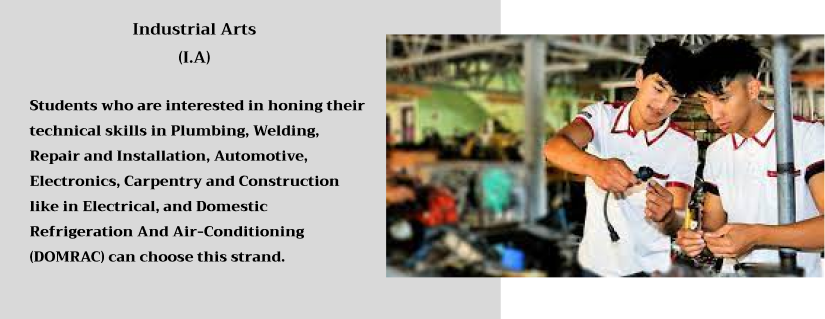 Industrial Arts
(I.A)
Students who are interested in honing their
technical skills in Plumbing, Welding,
Repair and Installation, Automotive,
Electronics, Carpentry and Construction
like in Electrical, and Domestic
Refrigeration And Air-Conditioning
(DOMRAC) can choose this strand.